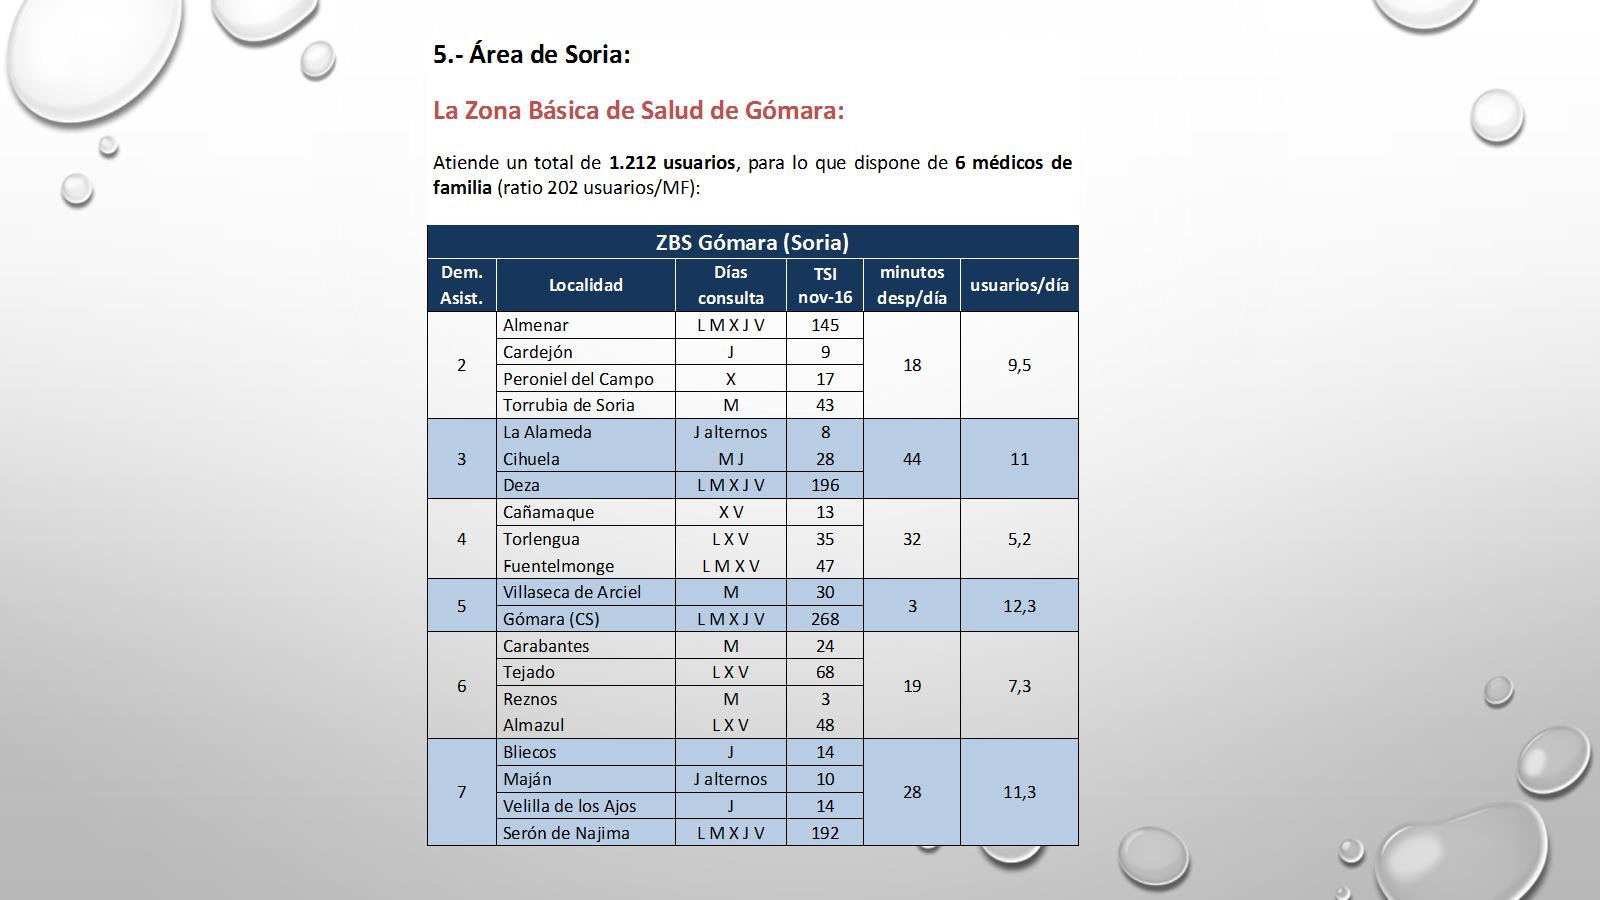 5.- Área de Soria:
La Zona Básica de Salud de Gómara:
Atiende un total de 1.212 usuarios, para lo que dispone de 6 médicos de
familia (ratio 202 usuarios/MF):
ZBS Gómara (Soria)
Dem. Asist. Localidad Días consulta TSI nov-16 minutos desp/día usuarios/día
2 Almenar L M X J V 145 18 9,5
Cardejón J 9
Peroniel del Campo X 17
Torrubia de Soria M 43
3 La Alameda J alternos 8 44 11
Cihuela M J 28
Deza L M X J V 196
4 Cañamaque X V 13 32 5,2
Torlengua L X V 35
Fuentelmonge L M X V 47
5 Villaseca de Arciel M 30 3 12,3
Gómara (CS) L M X J V 268
6 Carabantes M 24 19 7,3
Tejado L X V 68
Reznos M 3
Almazul L X V 48
7 Bliecos J 14 28 11,3
Maján J alternos 10
Velilla de los Ajos J 14
Serón de Najima L M X J V 192